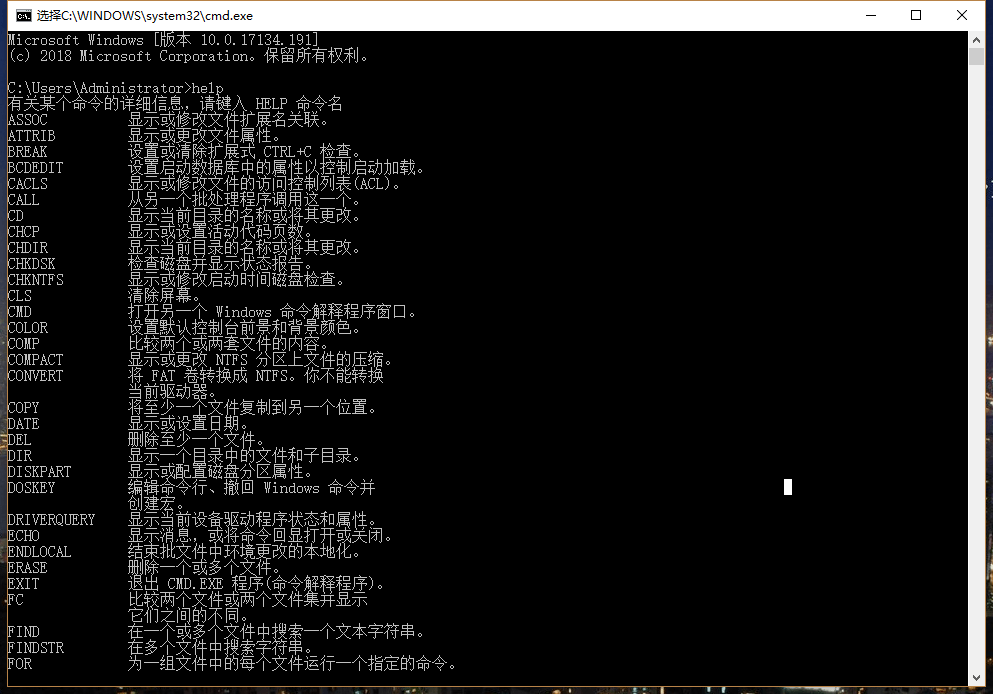 选择C:\WINDOWS\system32\cmd.exe
Microsoft Windows [版本 10.0.17134.191]
(c) 2018 Microsoft Corporation。保留所有权利。
C:\Users\Administrator>help
有关某个命令的详细信息，请键入 HELP 命令名
ASSOC          显示或修改文件扩展名关联。
ATTRIB         显示或更改文件属性。
BREAK          设置或清除扩展式 CTRL+C 检查。
BCDEDIT        设置启动数据库中的属性以控制启动加载。
CACLS          显示或修改文件的访问控制列表(ACL)。
CALL           从另一个批处理程序调用这一个。
CD             显示当前目录的名称或将其更改。
CHCP           显示或设置活动代码页数。
CHDIR          显示当前目录的名称或将其更改。
CHKDSK         检查磁盘并显示状态报告。
CHKNTFS        显示或修改启动时间磁盘检查。
CLS            清除屏幕。
CMD            打开另一个 Windows 命令解释程序窗口。
COLOR          设置默认控制台前景和背景颜色。
COMP           比较两个或两套文件的内容。
COMPACT        显示或更改 NTFS 分区上文件的压缩。
CONVERT        将 FAT 卷转换成 NTFS。你不能转换
               当前驱动器。
COPY           将至少一个文件复制到另一个位置。
DATE           显示或设置日期。
DEL            删除至少一个文件。
DIR            显示一个目录中的文件和子目录。
DISKPART       显示或配置磁盘分区属性。
DOSKEY         编辑命令行、撤回 Windows 命令并
               创建宏。
DRIVERQUERY    显示当前设备驱动程序状态和属性。
ECHO           显示消息，或将命令回显打开或关闭。
ENDLOCAL       结束批文件中环境更改的本地化。
ERASE          删除一个或多个文件。
EXIT           退出 CMD.EXE 程序(命令解释程序)。
FC             比较两个文件或两个文件集并显示
               它们之间的不同。
FIND           在一个或多个文件中搜索一个文本字符串。
FINDSTR        在多个文件中搜索字符串。
FOR            为一组文件中的每个文件运行一个指定的命令。